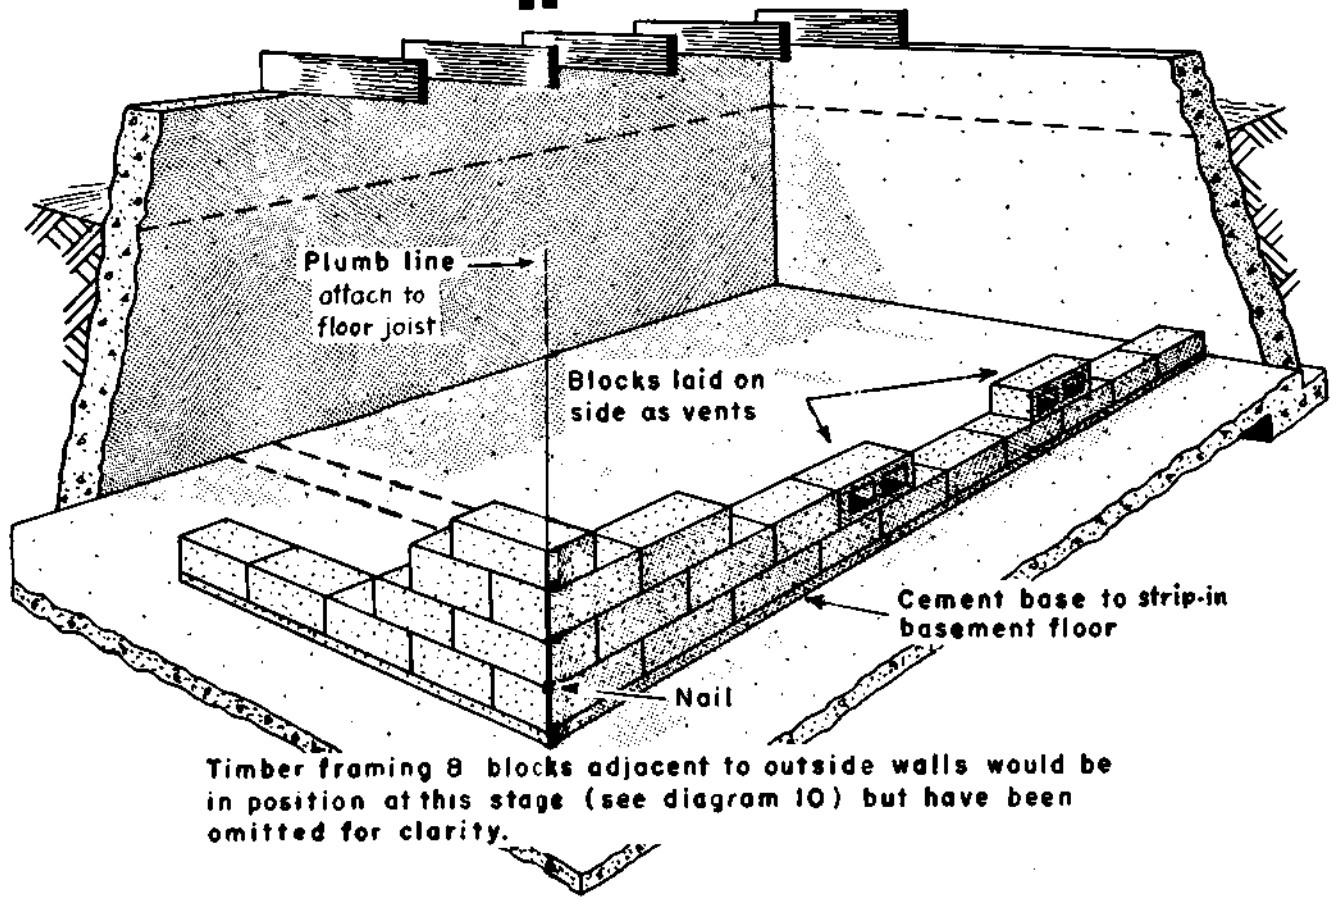 Plumb line
attach to
floor joist
Blocks laid on
side as vents
Cement base to strip-in
basement floor
Nail
Timber framing 8 blocks adjacent to outside walls would be
in position at this stage (see diagram 10) but have been
omitted for clarity.